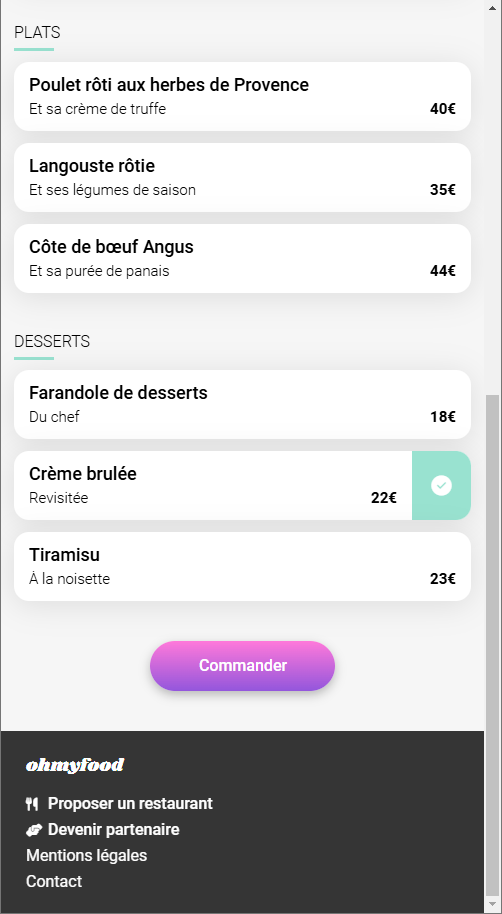 PLATS
Poulet rôti aux herbes de Provence
Et sa crème de truffe 40€
Langouste rôtie
Et ses légumes de saison 35€
Côte de bœuf Angus
Et sa purée de panais 44€
DESSERTS
Farandole de desserts
Du chef 18€
Crème brulée
Revisitée 22€
Tiramisu
À la noisette 23€
Commander
ohmyfood
Proposer un restaurant
Devenir partenaire
Mentions légales
Contact